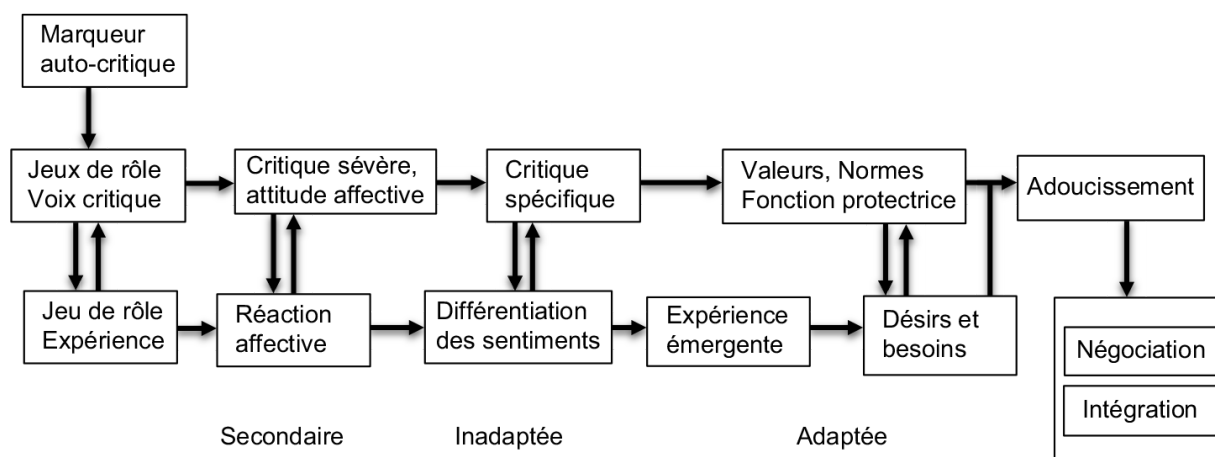 Marqueur
auto-critique
Jeux de rôle
Voix critique
Critique sévère,
attitude affective
Critique
spécifique
Valeurs, Normes
Fonction protectrice
Adoucissement
Jeu de rôle
Expérience
Réaction
affective
Différentiation
des sentiments
Expérience
émergente
Désirs et
besoins
Négociation
Intégration
Secondaire
Inadaptée
Adaptée